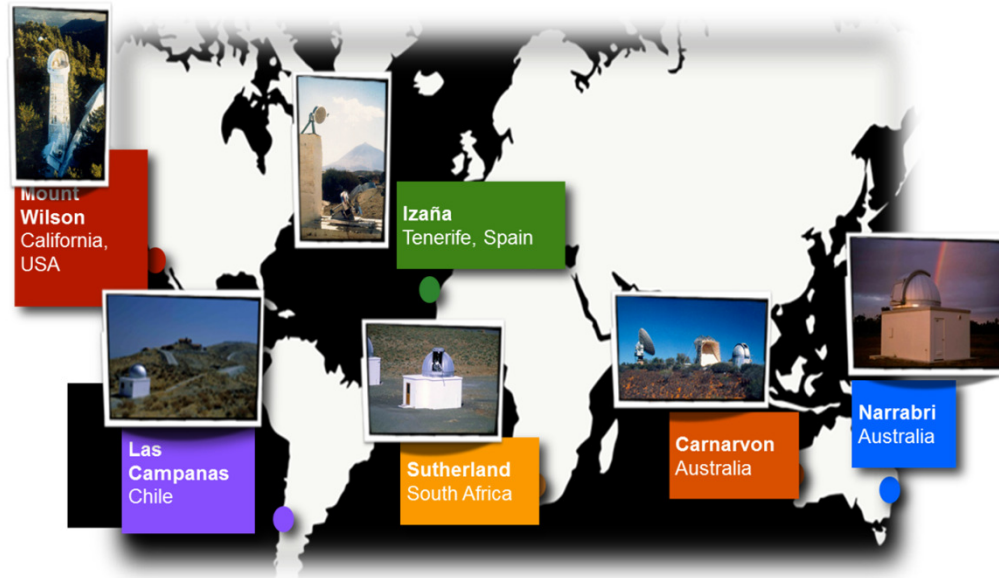 Mount
Wilson
California,
USA
Izaña
Tenerife, Spain
Las
Campanas
Chile
Sutherland
South Africa
Carnarvon
Australia
Narrabri
Australia